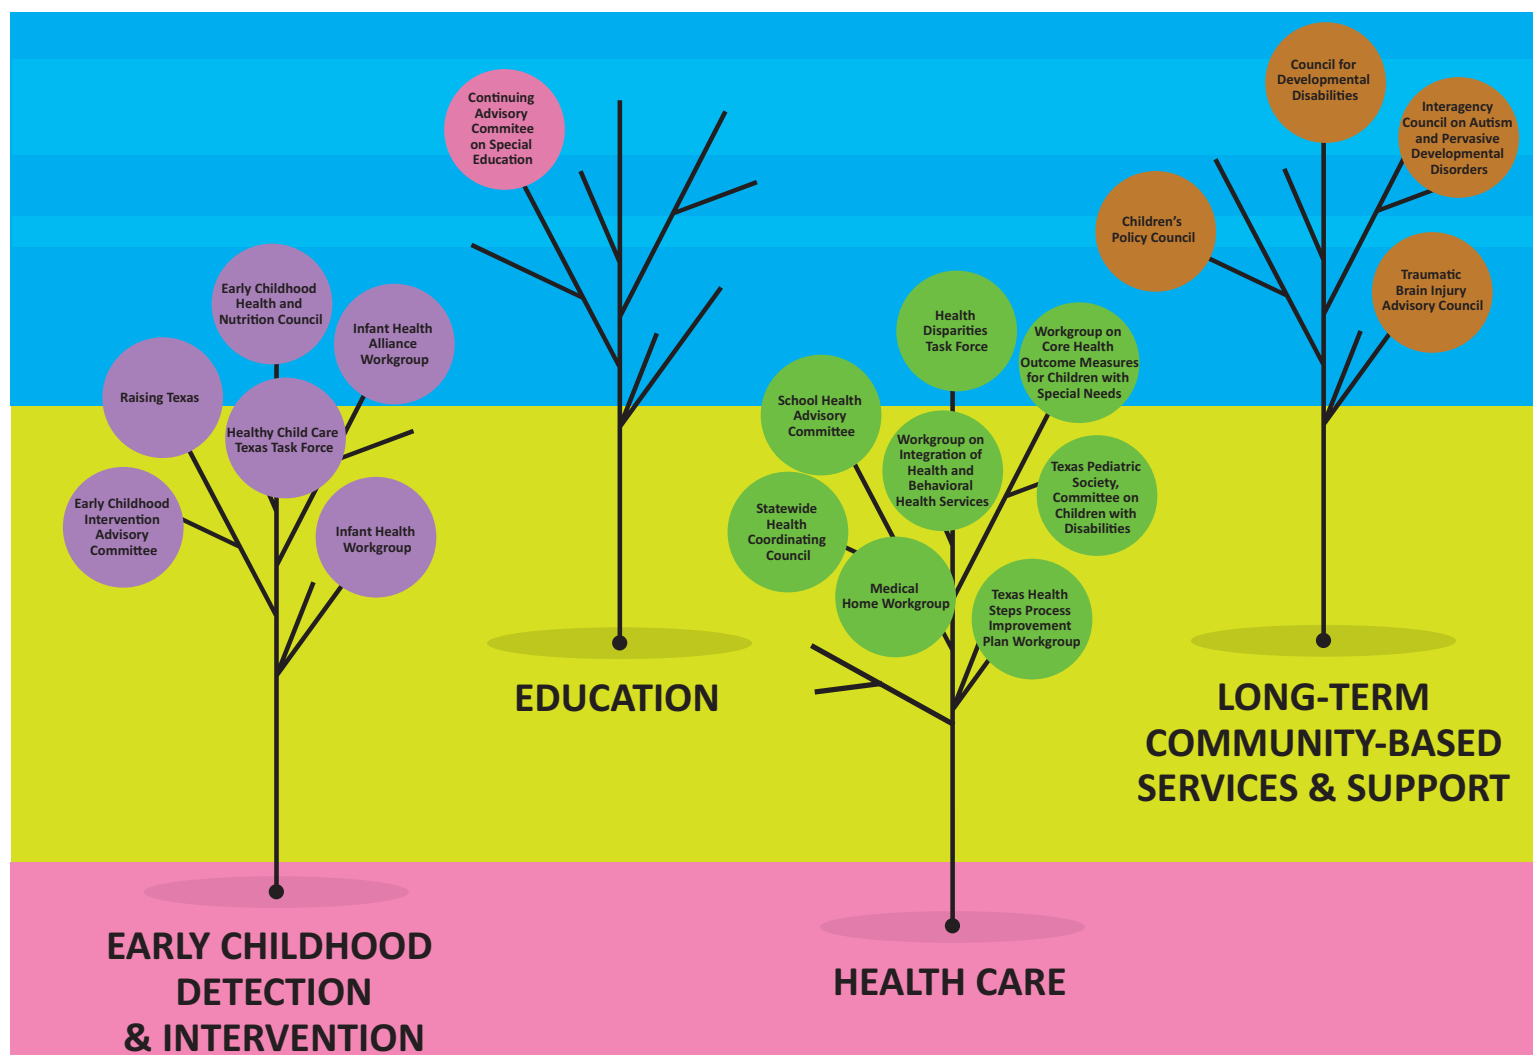 Continuing
Advisory
Commitee
on Special
Education
Early Childhood
Health and
Nutrition Council
Infant Health
Alliance
Workgroup
Raising Texas
Healthy Child Care
Texas Task Force
Early Childhood
Intervention
Advisory
Committee
Infant Health
Workgroup
EARLY CHILDHOOD
DETECTION
& INTERVENTION
EDUCATION
Health
Disparities
Task Force
Workgroup on
Core Health
Outcome Measures
for Children with
Special Needs
School Health
Advisory
Committee
Workgroup on
Integration of
Health and
Behavioral
Health Services
Texas Pediatric
Society,
Committee on
Children with
Disabilities
Statewide
Health
Coordinating
Council
Medical
Home Workgroup
Texas Health
Steps Process
Improvement
Plan Workgroup
HEALTH CARE
Council for
Developmental
Disabilities
Interagency
Council on Autism
and Pervasive
Developmental
Disorders
Children's
Policy Council
Traumatic
Brain Injury
Advisory Council
LONG-TERM
COMMUNITY-BASED
SERVICES & SUPPORT